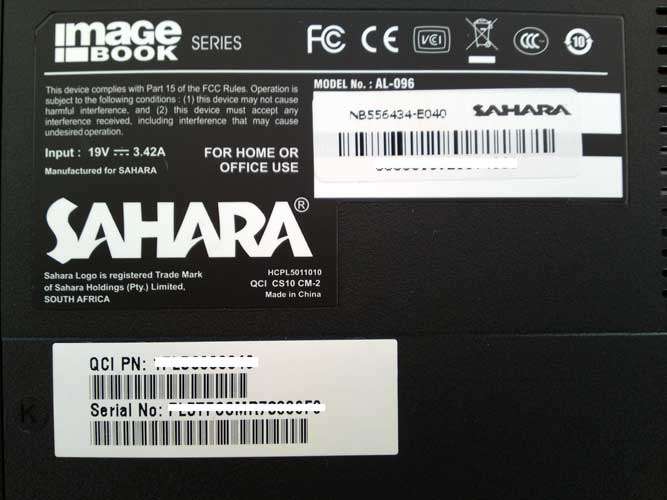 image
BOOK SERIES
FC CE VCI CCC 10
This device complies with Part 15 of the FCC Rules. Operation is
subject to the following conditions : (1) this device may not cause
harmful interference, and (2) this device must accept any
interference received, including interference that may cause
undesired operation.
Input : 19V 3.42A
Manufactured for SAHARA
FOR HOME OR
OFFICE USE
MODEL No. : AL-096
NB556434-E040 SAHARA
SAHARA®
Sahara Logo is registered Trade Mark
of Sahara Holdings (Pty.) Limited,
SOUTH AFRICA
HCPL5011010
QCI CS10 CM-2
Made in China
QCI PN:
Serial No:
K